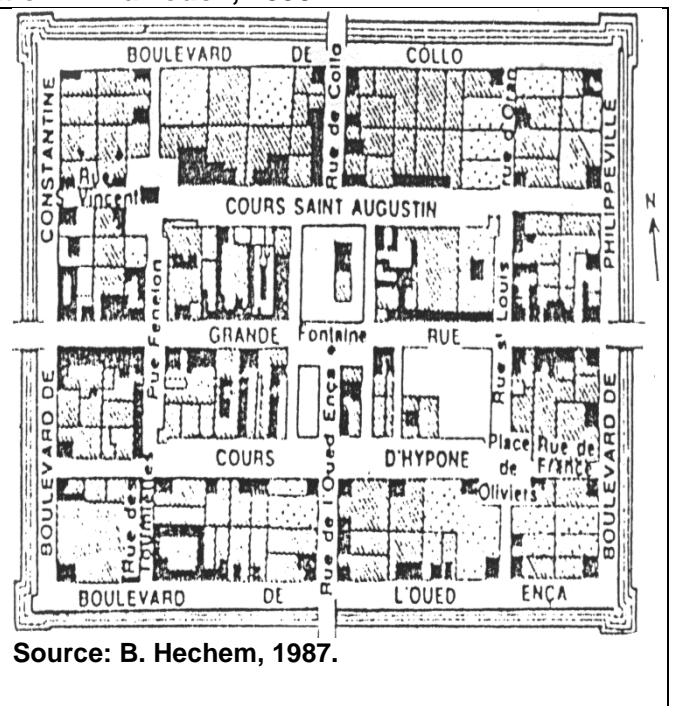 BOULEVARD DE COLLO
Rue de Collo
Rue d'Oran
CONSTANTINE
PHILIPPEVILLE
Rue
Vincent
N
COURS SAINT AUGUSTIN
Rue Fenelon
Rue St Louis
GRANDE Fontaine RUE
BOULEVARD DE
Rue de l'Oued Ença
COURS D'HYPONE
Place de Oliviers
Rue de France
BOULEVARD DE
Rue des
BOULEVARD DE L'OUED ENÇA
Source: B. Hechem, 1987.